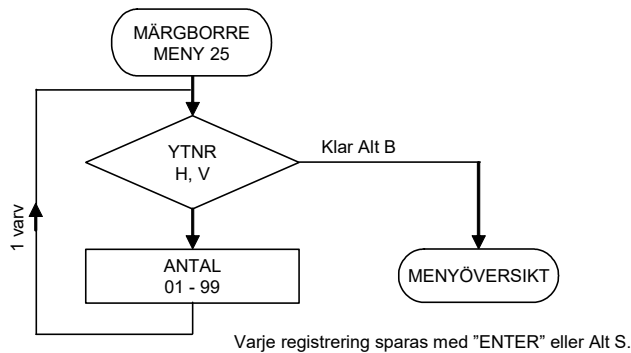 MÄRGBORRE
MENY 25
YTNR
H, V
Klar Alt B
1 varv
ANTAL
01 - 99
MENYÖVERSIKT
Varje registrering sparas med ”ENTER” eller Alt S.